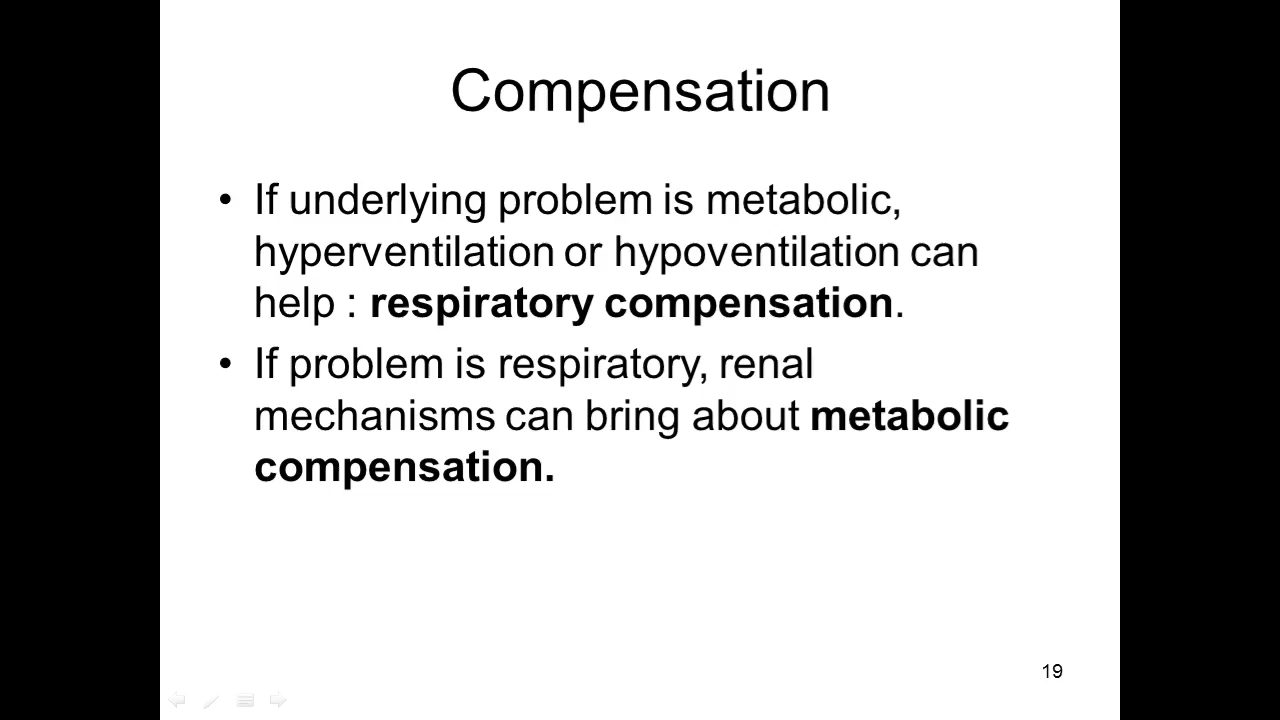 Compensation
• If underlying problem is metabolic,
hyperventilation or hypoventilation can
help : respiratory compensation.
• If problem is respiratory, renal
mechanisms can bring about metabolic
compensation.
19